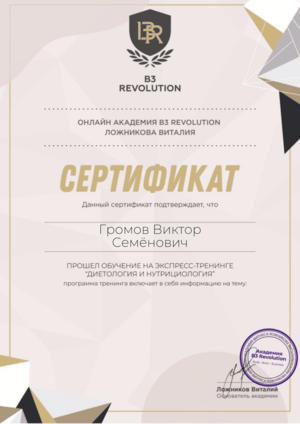 B3R
B3
REVOLUTION
ОНЛАЙН АКАДЕМИЯ B3 REVOLUTION
ЛОЖНИКОВА ВИТАЛИЯ
СЕРТИФИКАТ
Данный сертификат подтверждает, что
Громов Виктор
Семёнович
ПРОШЕЛ ОБУЧЕНИЕ НА ЭКСПРЕСС-ТРЕНИНГЕ
"ДИЕТОЛОГИЯ И НУТРИЦИОЛОГИЯ"
программа тренинга включает в себя информацию на тему:
Академия
B3 Revolution
Ложников Виталий
Основатель академии